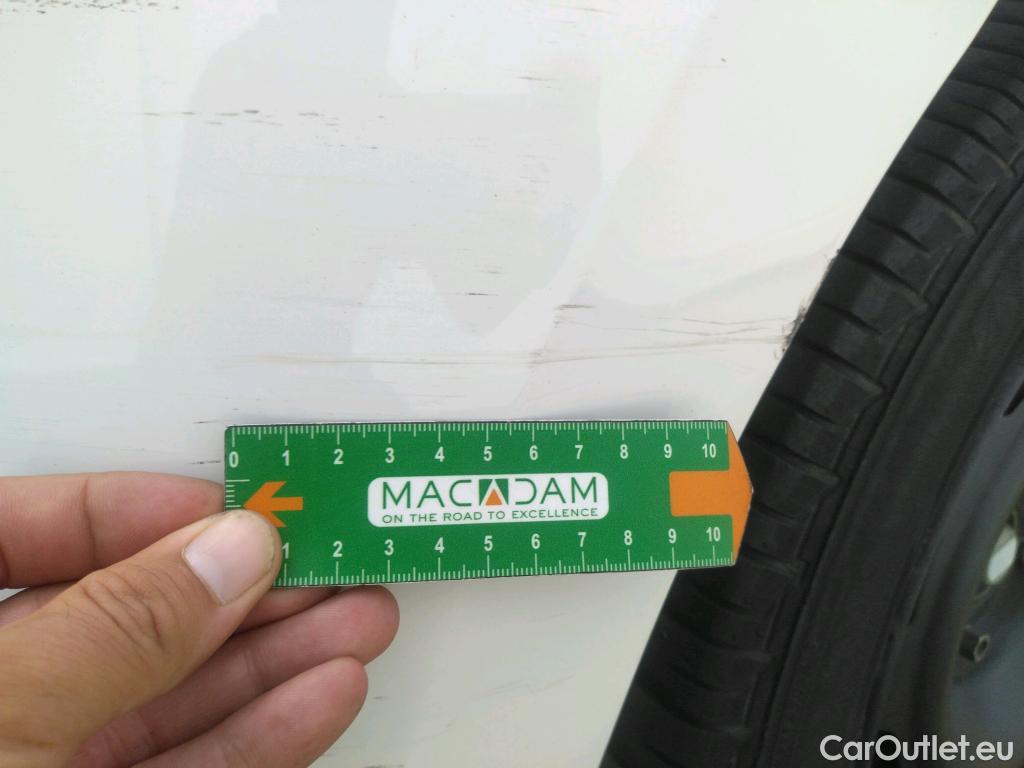 0 1 2 3 4 5 6 7 8 9 10
MACADAM
ON THE ROAD TO EXCELLENCE
1 2 3 4 5 6 7 8 9 10
CarOutlet.eu